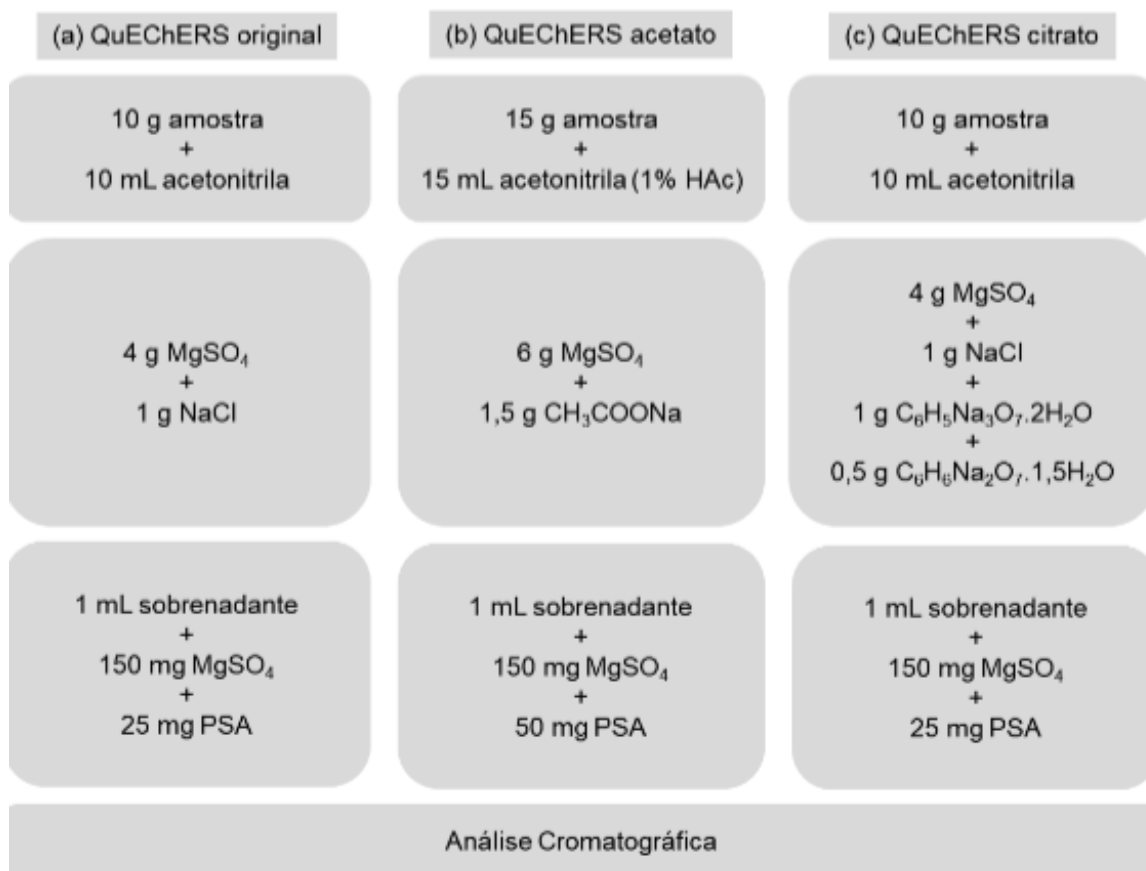 (a) QuEChERS original
10 g amostra
+
10 mL acetonitrila
4 g MgSO₄
+
1 g NaCl
1 mL sobrenadante
+
150 mg MgSO₄
+
25 mg PSA
(b) QuEChERS acetato
15 g amostra
+
15 mL acetonitrila (1% HAc)
6 g MgSO₄
+
1,5 g CH₃COONa
1 mL sobrenadante
+
150 mg MgSO₄
+
50 mg PSA
(c) QuEChERS citrato
10 g amostra
+
10 mL acetonitrila
4 g MgSO₄
+
1 g NaCl
+
1 g C₆H₅Na₃O₇.2H₂O
+
0,5 g C₆H₆Na₂O₇.1,5H₂O
1 mL sobrenadante
+
150 mg MgSO₄
+
25 mg PSA
Análise Cromatográfica